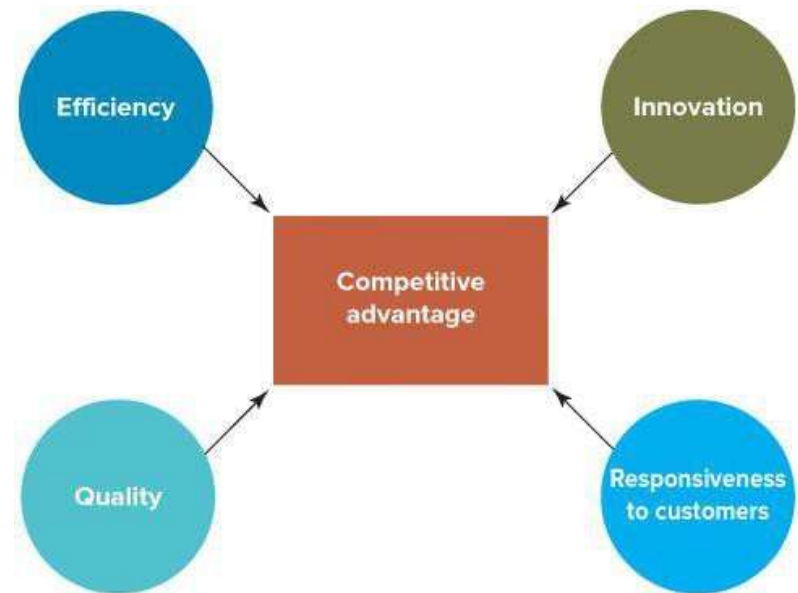 Efficiency
Innovation
Competitive
advantage
Quality
Responsiveness
to customers